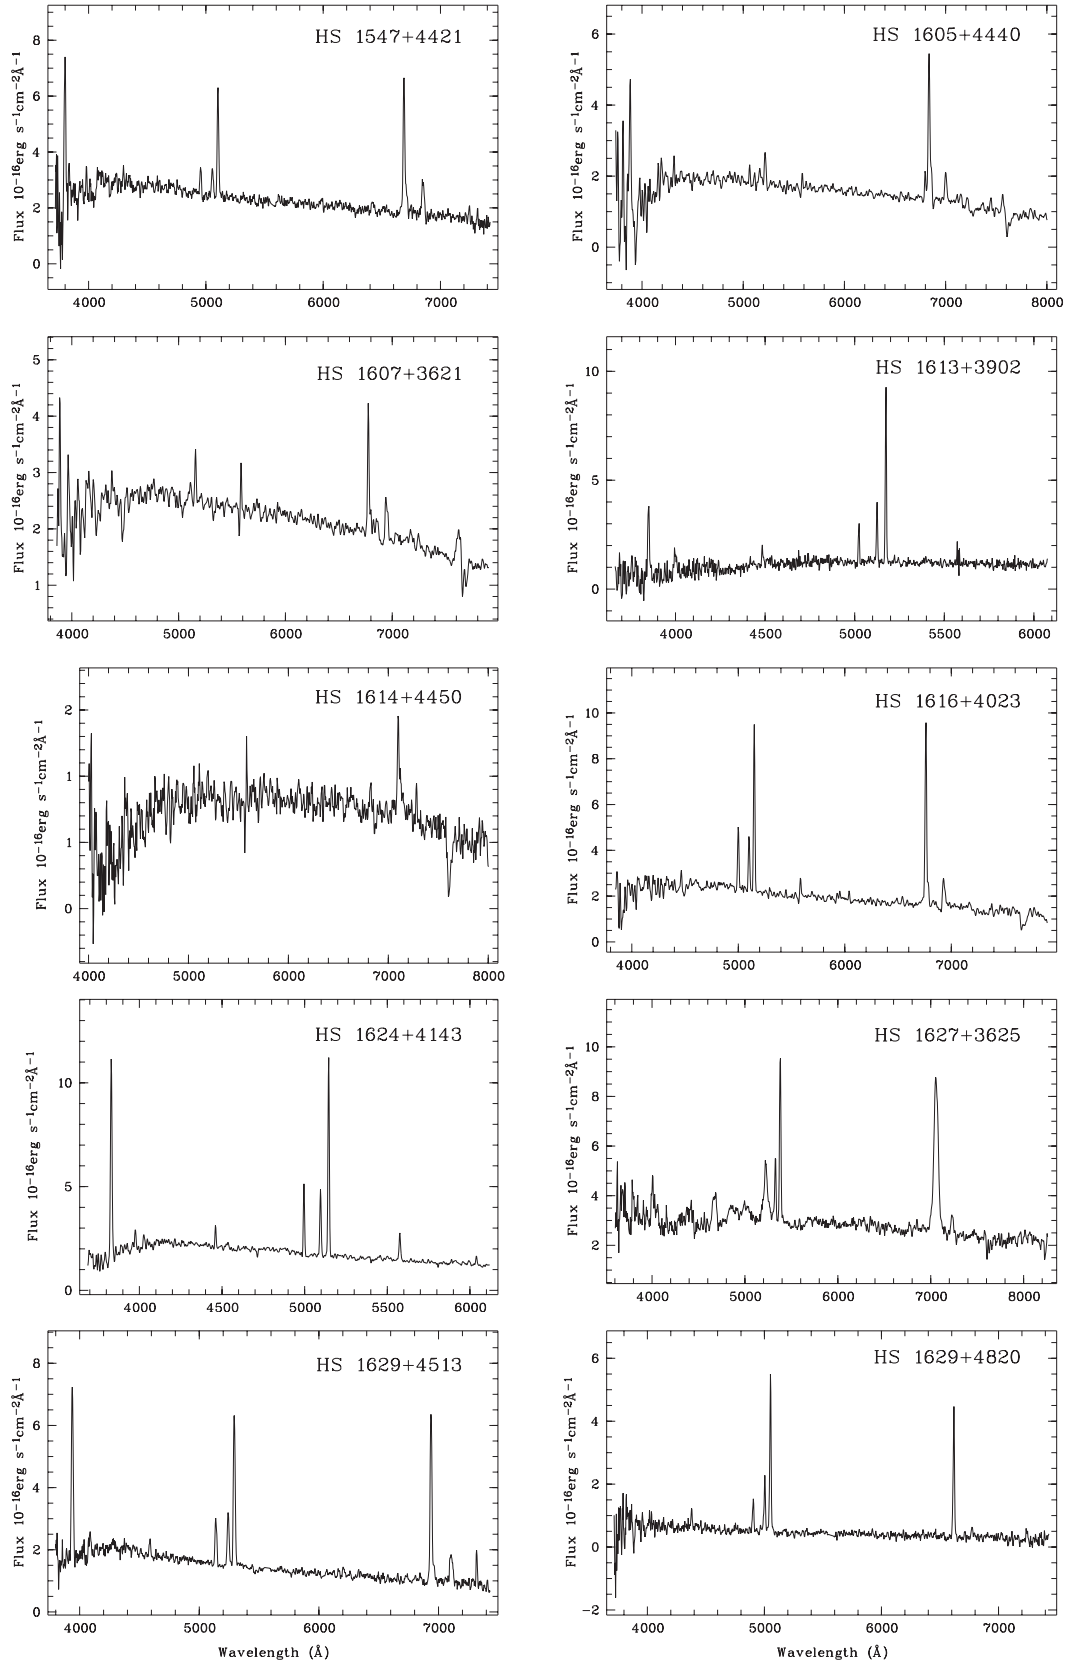 HS 1547+4421
Flux 10−16erg s−1cm−2Å−1
8
6
4
2
0
4000 5000 6000 7000
HS 1605+4440
Flux 10−16erg s−1cm−2Å−1
6
4
2
0
4000 5000 6000 7000 8000
HS 1607+3621
Flux 10−16erg s−1cm−2Å−1
5
4
3
2
1
4000 5000 6000 7000
HS 1613+3902
Flux 10−16erg s−1cm−2Å−1
10
5
0
4000 4500 5000 5500 6000
HS 1614+4450
Flux 10−16erg s−1cm−2Å−1
2
1
1
0
4000 5000 6000 7000 8000
HS 1616+4023
Flux 10−16erg s−1cm−2Å−1
10
8
6
4
2
0
4000 5000 6000 7000
HS 1624+4143
Flux 10−16erg s−1cm−2Å−1
10
5
0
4000 4500 5000 5500 6000
HS 1627+3625
Flux 10−16erg s−1cm−2Å−1
10
8
6
4
2
4000 5000 6000 7000 8000
HS 1629+4513
Flux 10−16erg s−1cm−2Å−1
8
6
4
2
0
4000 5000 6000 7000
Wavelength (Å)
HS 1629+4820
Flux 10−16erg s−1cm−2Å−1
6
4
2
0
−2
4000 5000 6000 7000
Wavelength (Å)